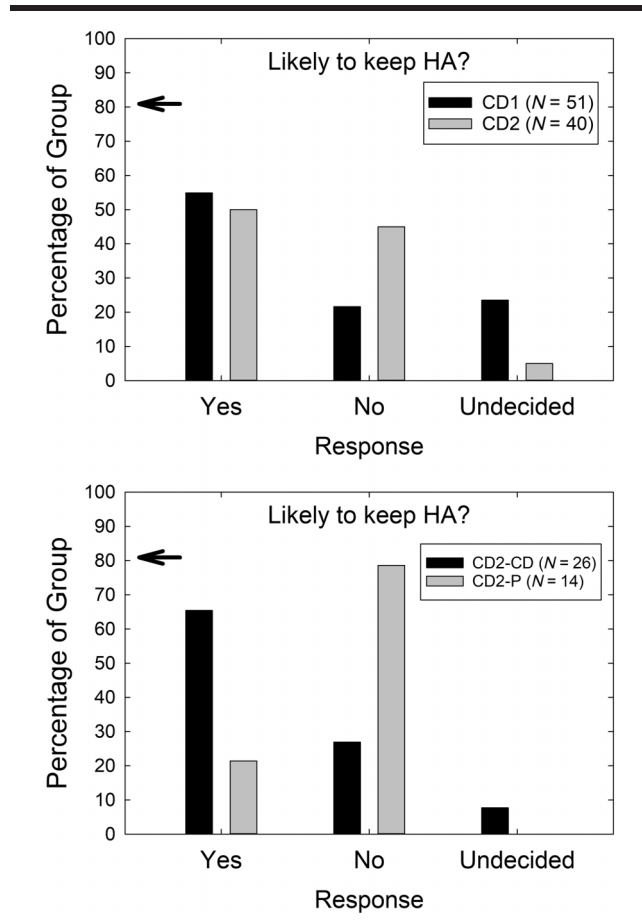 Likely to keep HA?
CD1 (N = 51)
CD2 (N = 40)
Percentage of Group
100
90
80
70
60
50
40
30
20
10
0
Yes No Undecided
Response
Likely to keep HA?
CD2-CD (N = 26)
CD2-P (N = 14)
Percentage of Group
100
90
80
70
60
50
40
30
20
10
0
Yes No Undecided
Response